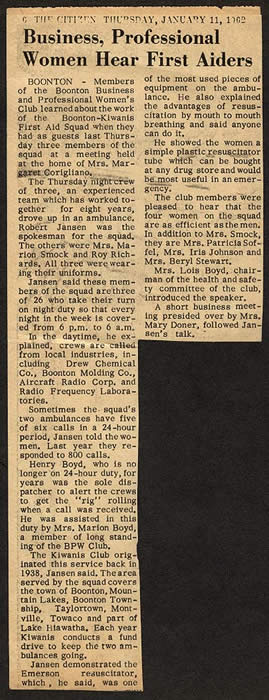 6 THE CITIZEN THURSDAY, JANUARY 11, 1962
Business, Professional
Women Hear First Aiders
BOONTON - Members
of the Boonton Business
and Professional Women's
Club learned about the work
of the Boonton-Kiwanis
First Aid Squad when they
had as guests last Thurs-
day three members of the
squad at a meeting held
at the home of Mrs. Mar-
garet Corigliano.
The Thursday night crew
of three, an experienced
team which has worked to-
gether for eight years,
drove up in an ambulance.
Robert Jansen was the
spokesman for the squad.
The others were Mrs. Ma-
rion Smock and Roy Rich-
ards. All three were wear-
ing their uniforms.
Jansen said these mem-
bers of the squad are three
of 26 who take their turn
on night duty so that every
night in the week is cover-
ed from 6 p.m. to 6 a.m.
In the daytime, he ex-
plained, crews are called
from local industries, in-
cluding Drew Chemical
Co., Boonton Molding Co.,
Aircraft Radio Corp. and
Radio Frequency Labora-
tories.
Sometimes the squad's
two ambulances have five
of six calls in a 24-hour
period, Jansen told the wo-
men. Last year they re-
sponded to 800 calls.
Henry Boyd, who is no
longer on 24-hour duty, for
years was the sole dis-
patcher to alert the crews
to get the "rig" rolling
when a call was received.
He was assisted in this
duty by Mrs. Marion Boyd,
a member of long stand-
ing of the BPW Club.
The Kiwanis Club orig-
inated this service back in
1938, Jansen said. The area
served by the squad covers
the town of Boonton, Moun-
tain Lakes, Boonton Town-
ship, Taylortown, Mont-
ville, Towaco and part of
Lake Hiawatha. Each year
Kiwanis conducts a fund
drive to keep the two am-
bulances going.
Jansen demonstrated the
Emerson resuscitator,
which, he said, was one
of the most used pieces of
equipment on the ambu-
lance. He also explained
the advantages of resus-
citation by mouth to mouth
breathing and said anyone
can do it.
He showed the women a
simple plastic resuscitator
tube which can be bought
at any drug store and would
be most useful in an emer-
gency.
The club members were
pleased to hear that the
four women on the squad
are as efficient as the men.
In addition to Mrs. Smock,
they are Mrs. Patricia Sof-
fel, Mrs. Iris Johnson and
Mrs. Beryl Stewart.
Mrs. Lois Boyd, chair-
man of the health and safe-
ty committee of the club,
introduced the speaker.
A short business meet-
ing presided over by Mrs.
Mary Doner, followed Jan-
sen's talk.